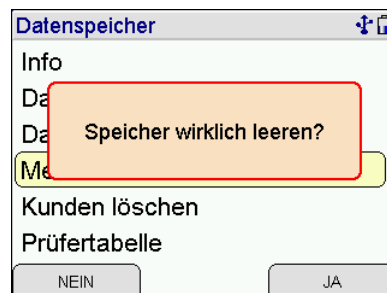 Datenspeicher
Info
Da
Da
Speicher wirklich leeren?
Me
Kunden löschen
Prüfertabelle
NEIN
JA